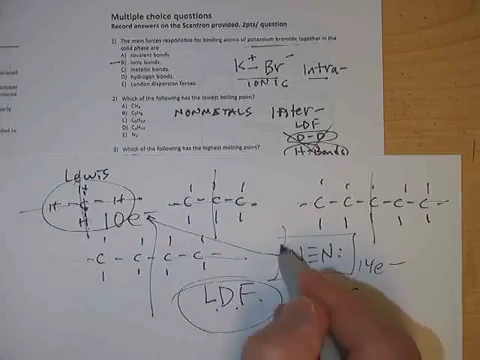 Multiple choice questions
Record answers on the Scantron provided. 2pts/ question
1) The main forces responsible for binding atoms of potassium bromide together in the
solid phase are
A) covalent bonds.
B) ionic bonds.
C) metallic bonds.
D) hydrogen bonds.
E) London dispersion forces.
K+ — Br−
IONIC
Intra-
2) Which of the following has the lowest boiling point?
A) CH4
E) N2
NONMETALS
Inter-
LDF
D-D
H-Bonds
3) Which of the following has the highest melting point?
Lewis
H
H - C - H
10e-
- C - C - C -
- C - C - C - C - C -
- C - C - C - C -
N≡N:
14e-
L.D.F.